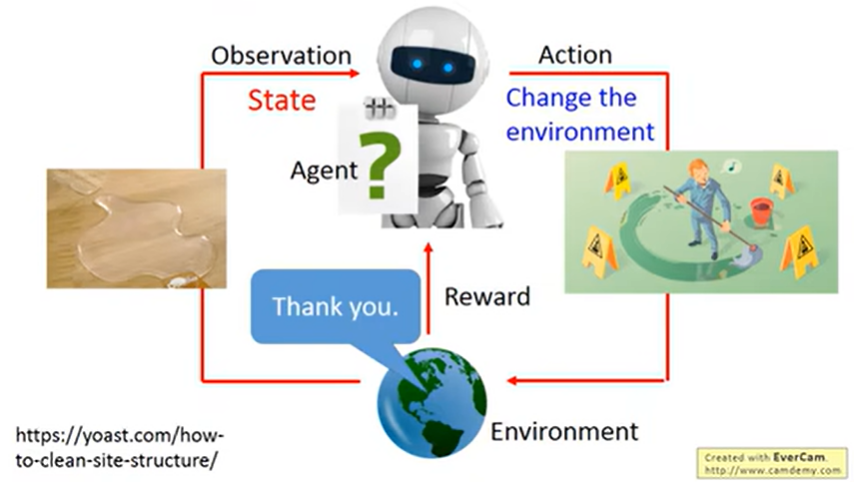 Observation
State
Action
Change the
environment
Agent
?
Thank you.
Reward
Environment
https://yoast.com/how-
to-clean-site-structure/
Created with EverCam.
http://www.camdemy.com